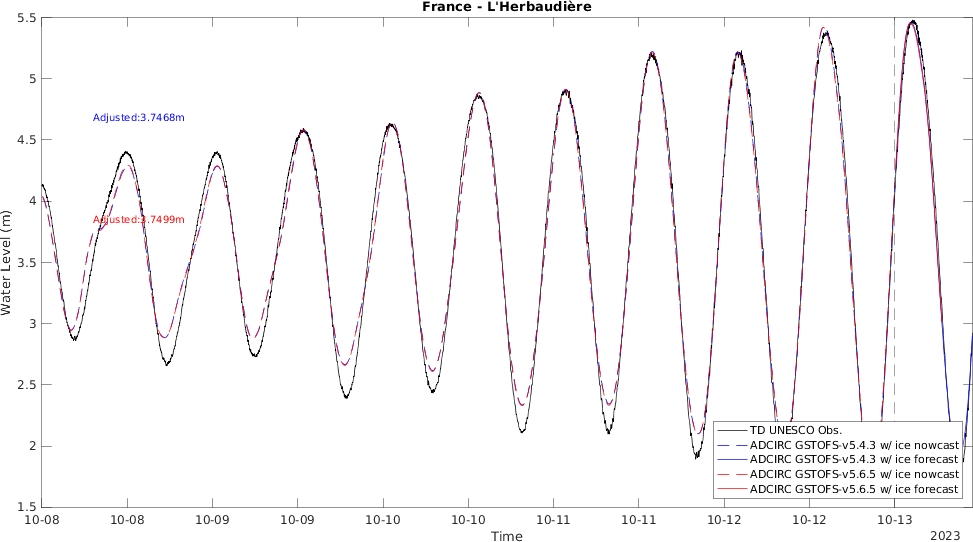 France - L'Herbaudière
5.5
5
4.5
4
3.5
3
2.5
2
1.5
Water Level (m)
Adjusted:3.7468m
Adjusted:3.7499m
TD UNESCO Obs.
ADCIRC GSTOFS-v5.4.3 w/ ice nowcast
ADCIRC GSTOFS-v5.4.3 w/ ice forecast
ADCIRC GSTOFS-v5.6.5 w/ ice nowcast
ADCIRC GSTOFS-v5.6.5 w/ ice forecast
10-08 10-08 10-09 10-09 10-10 10-10 10-11 10-11 10-12 10-12 10-13
Time
2023